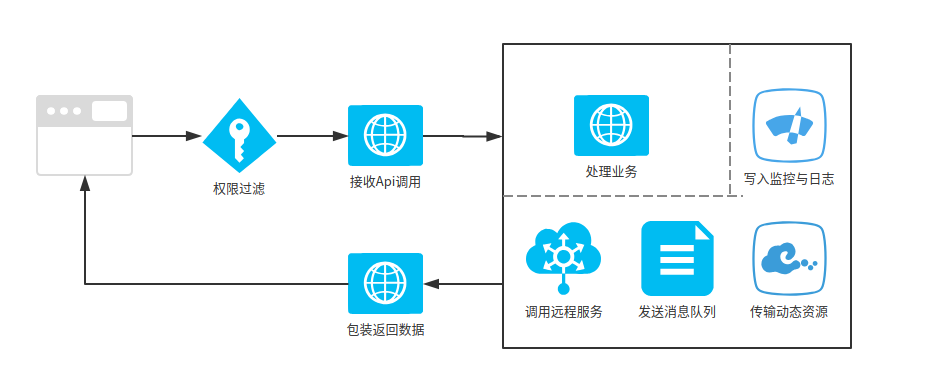 权限过滤
接收Api调用
处理业务
写入监控与日志
调用远程服务
发送消息队列
传输动态资源
包装返回数据